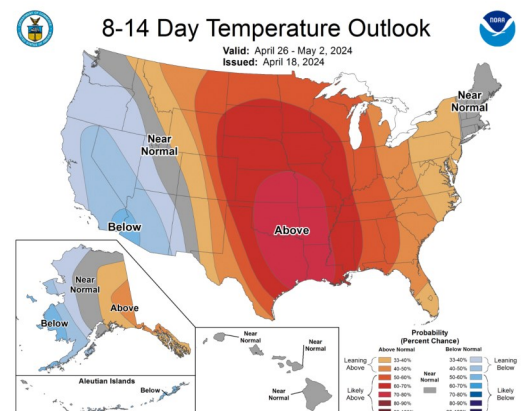 8-14 Day Temperature Outlook
Valid: April 26 - May 2, 2024
Issued: April 18, 2024
NOAA
Near
Normal
Near
Normal
Below
Above
Near
Normal
Above
Below
Aleutian Islands
Below
Near
Normal
Near
Normal
Near
Normal
Probability
(Percent Chance)
Above Normal
Below Normal
Leaning
Above
33-40%
40-50%
50-60%
Likely
Above
60-70%
70-80%
80-90%
Near
Normal
33-40%
40-50%
50-60%
60-70%
70-80%
80-90%
Leaning
Below
Likely
Below